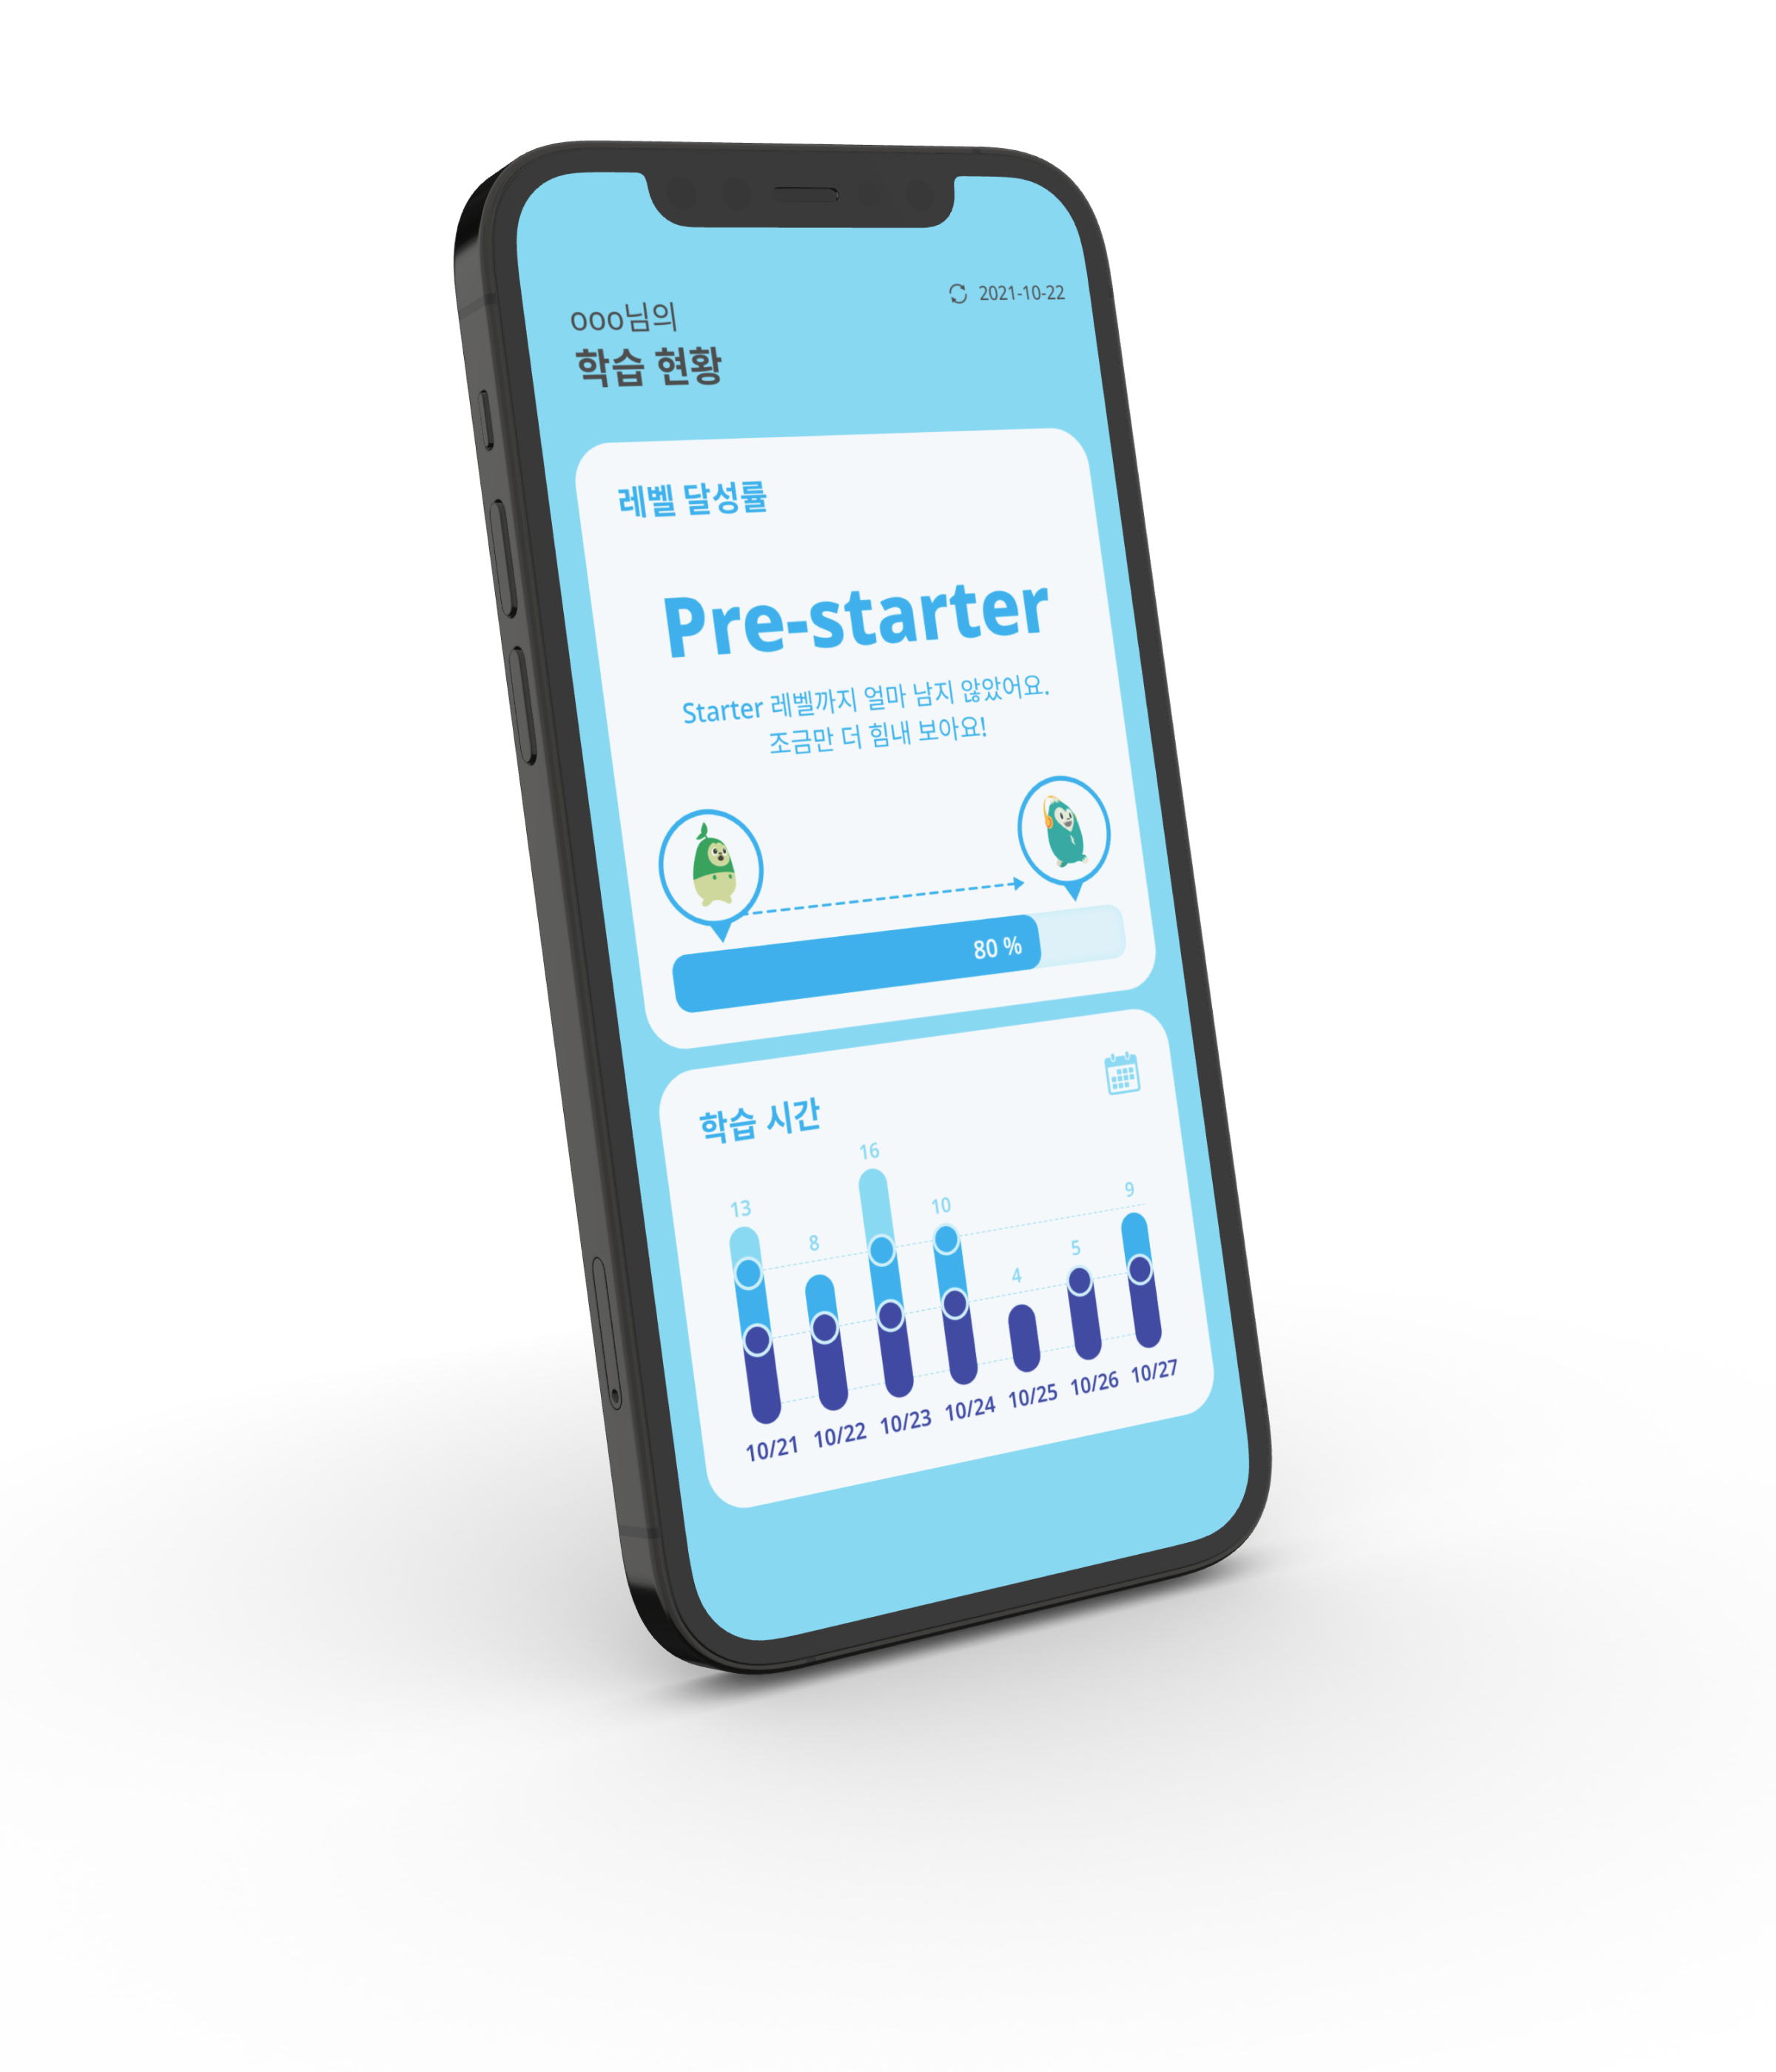 2021-10-22
ooo님의
학습 현황
레벨 달성률
Pre-starter
Starter 레벨까지 얼마 남지 않았어요.
조금만 더 힘내 보아요!
80 %
학습 시간
13 8 16 10 4 5 9
10/21 10/22 10/23 10/24 10/25 10/26 10/27